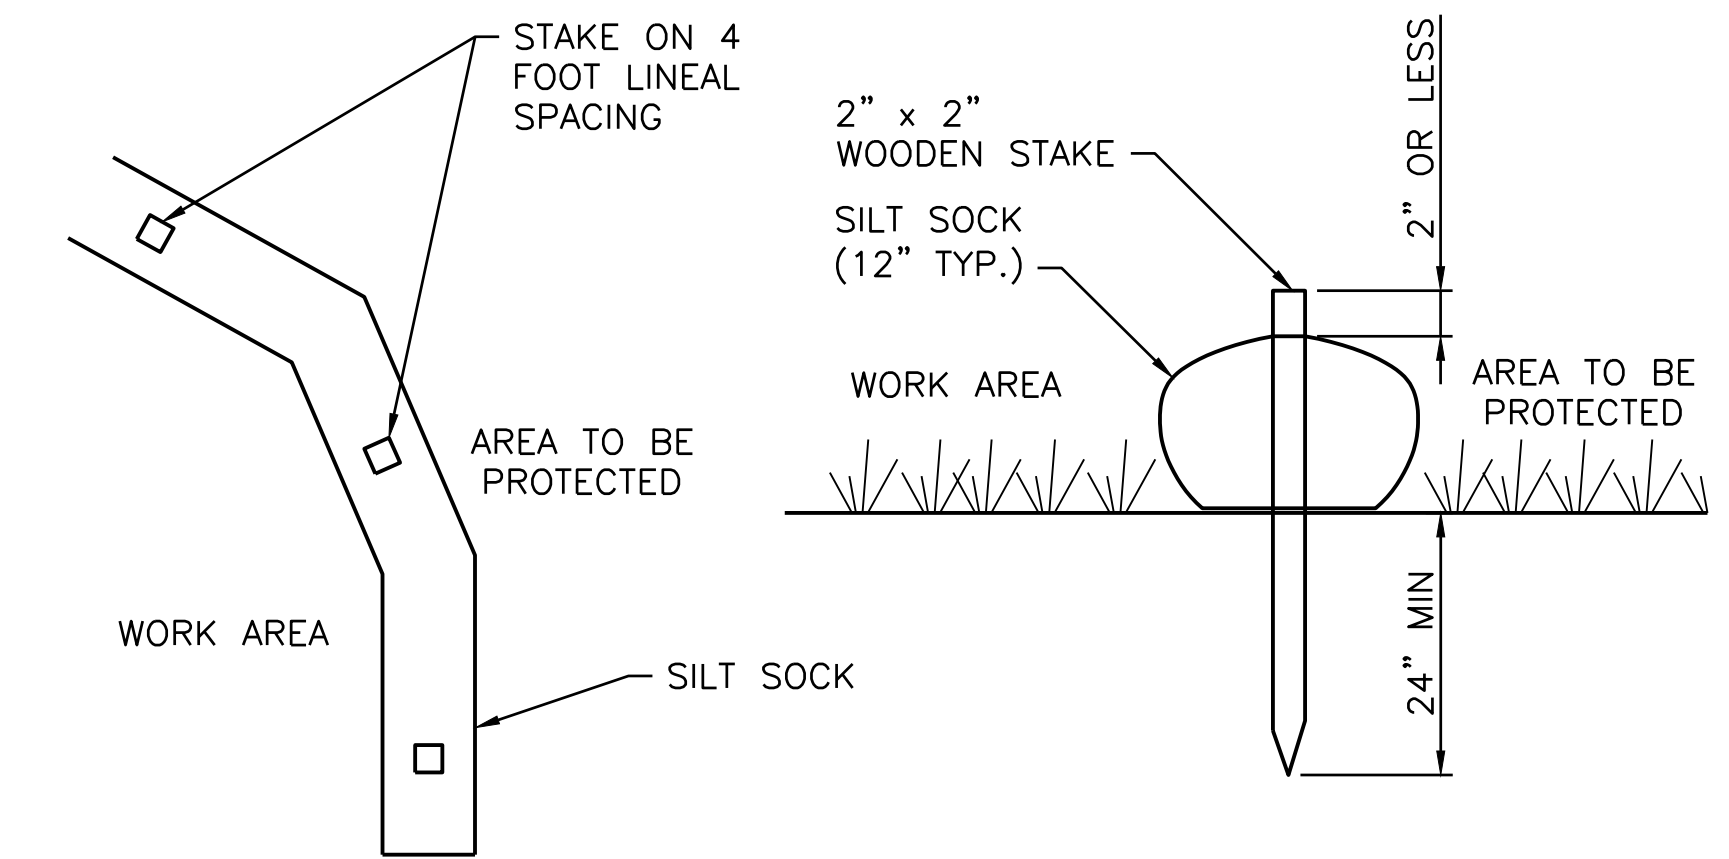 STAKE ON 4
FOOT LINEAL
SPACING
AREA TO BE
PROTECTED
WORK AREA
SILT SOCK
2” x 2”
WOODEN STAKE
SILT SOCK
(12” TYP.)
WORK AREA
2” OR LESS
AREA TO BE
PROTECTED
24” MIN